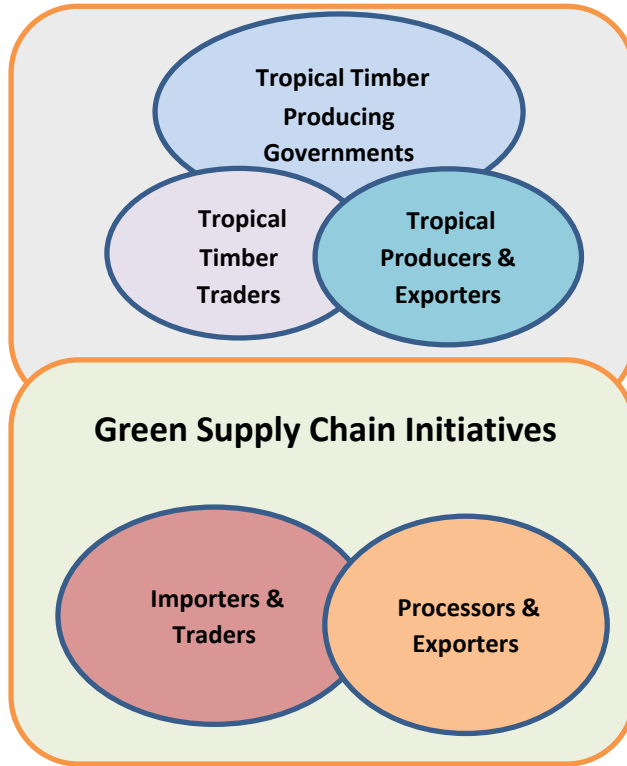 Tropical Timber
Producing
Governments
Tropical
Timber
Traders
Tropical
Producers &
Exporters
Green Supply Chain Initiatives
Importers &
Traders
Processors &
Exporters